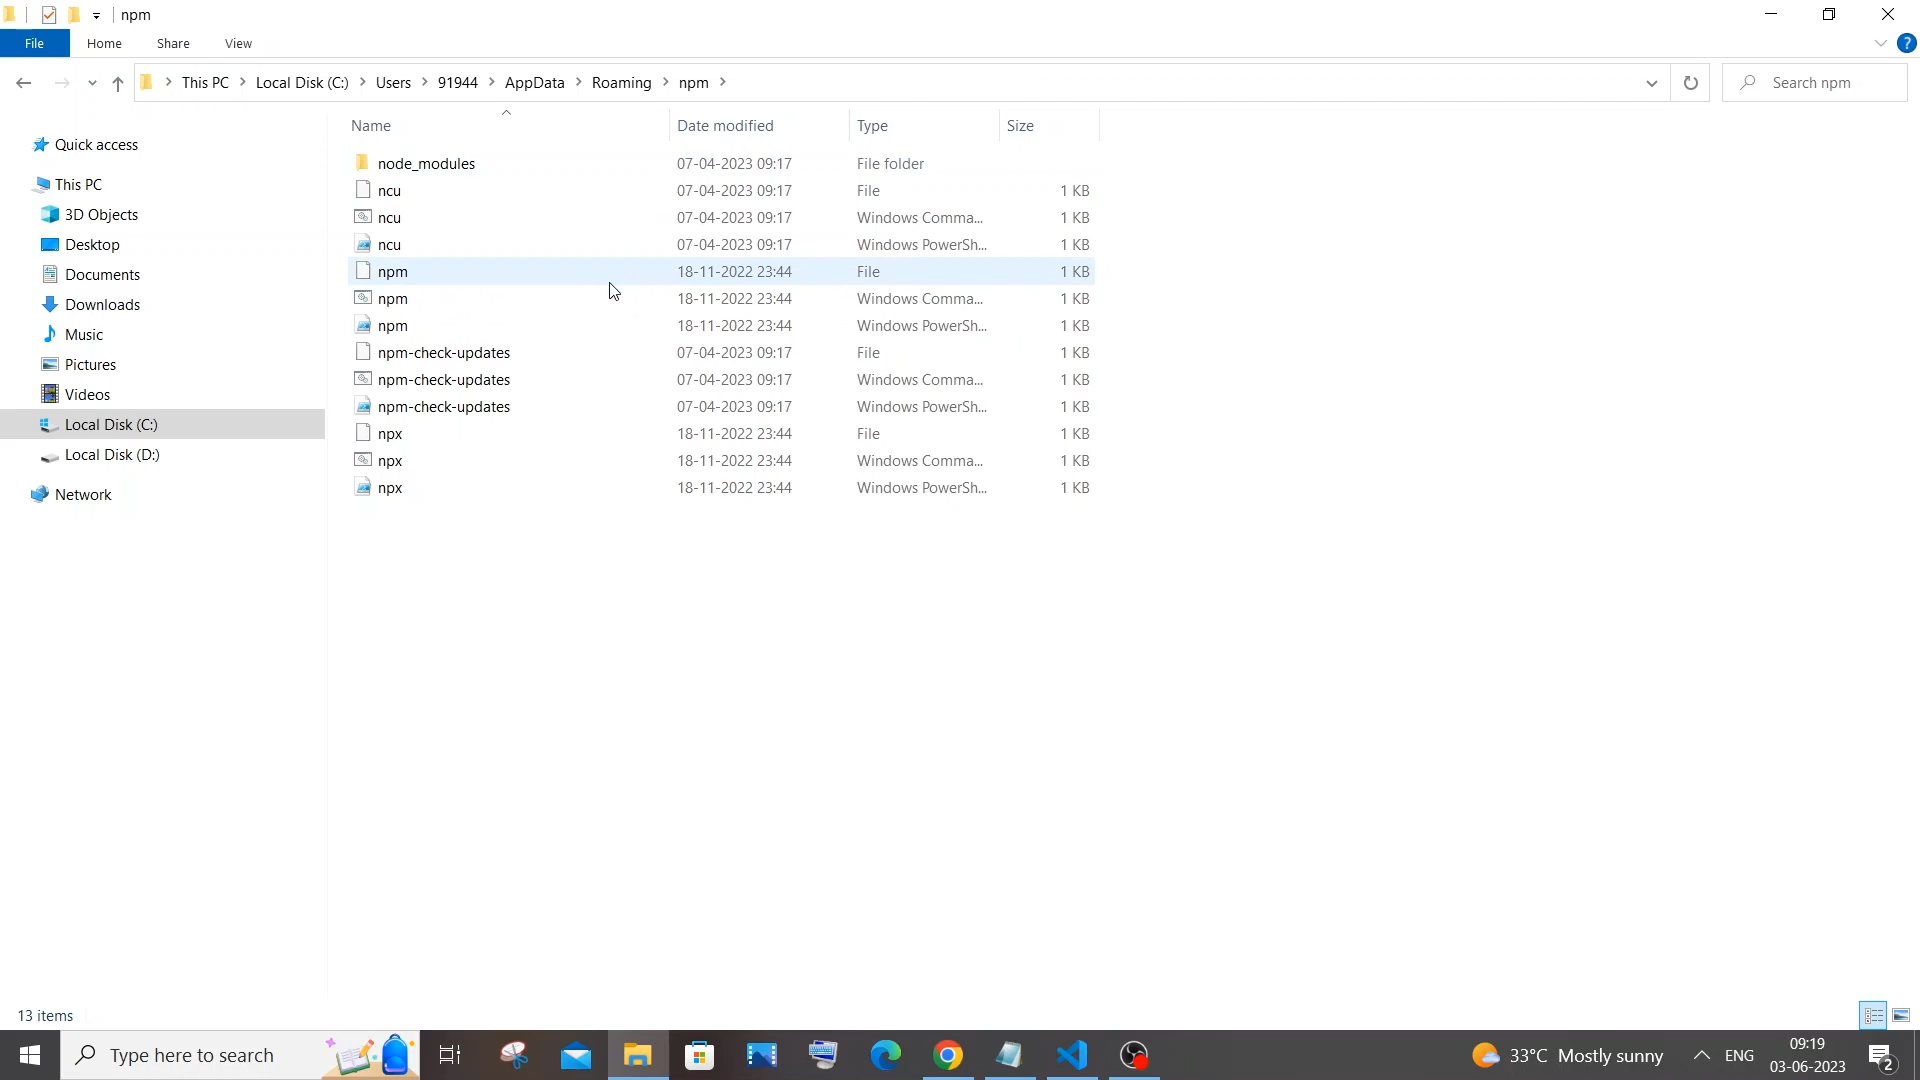 npm
File Home Share View
This PC Local Disk (C:) Users 91944 AppData Roaming npm Search npm
Name Date modified Type Size
Quick access
This PC
3D Objects
Desktop
Documents
Downloads
Music
Pictures
Videos
Local Disk (C:)
Local Disk (D:)
Network
node_modules 07-04-2023 09:17 File folder
ncu 07-04-2023 09:17 File 1 KB
ncu 07-04-2023 09:17 Windows Comma... 1 KB
ncu 07-04-2023 09:17 Windows PowerSh... 1 KB
npm 18-11-2022 23:44 File 1 KB
npm 18-11-2022 23:44 Windows Comma... 1 KB
npm 18-11-2022 23:44 Windows PowerSh... 1 KB
npm-check-updates 07-04-2023 09:17 File 1 KB
npm-check-updates 07-04-2023 09:17 Windows Comma... 1 KB
npm-check-updates 07-04-2023 09:17 Windows PowerSh... 1 KB
npx 18-11-2022 23:44 File 1 KB
npx 18-11-2022 23:44 Windows Comma... 1 KB
npx 18-11-2022 23:44 Windows PowerSh... 1 KB
13 items
Type here to search
33°C Mostly sunny ENG
09:19
03-06-2023
2